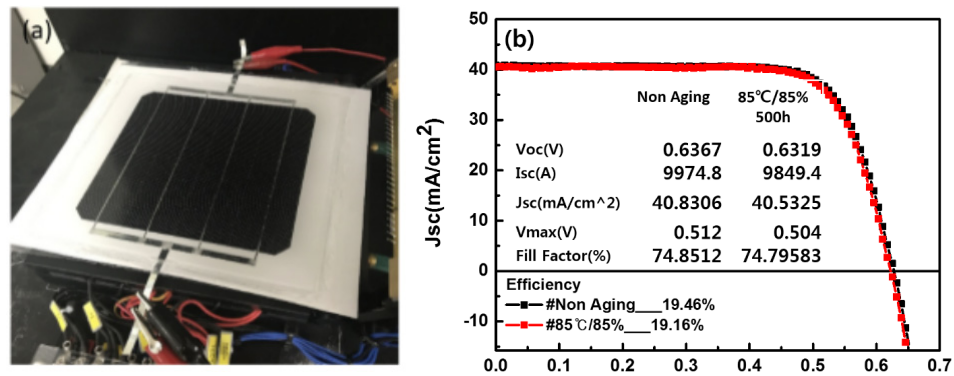 (a)
(b)
50
40
30
20
10
0
-10
Jsc(mA/cm²)
Non Aging 85℃/85%
500h
Voc(V) 0.6367 0.6319
Isc(A) 9974.8 9849.4
Jsc(mA/cm^2) 40.8306 40.5325
Vmax(V) 0.512 0.504
Fill Factor(%) 74.8512 74.79583
Efficiency
#Non Aging___19.46%
#85℃/85%___19.16%
0.0 0.1 0.2 0.3 0.4 0.5 0.6 0.7